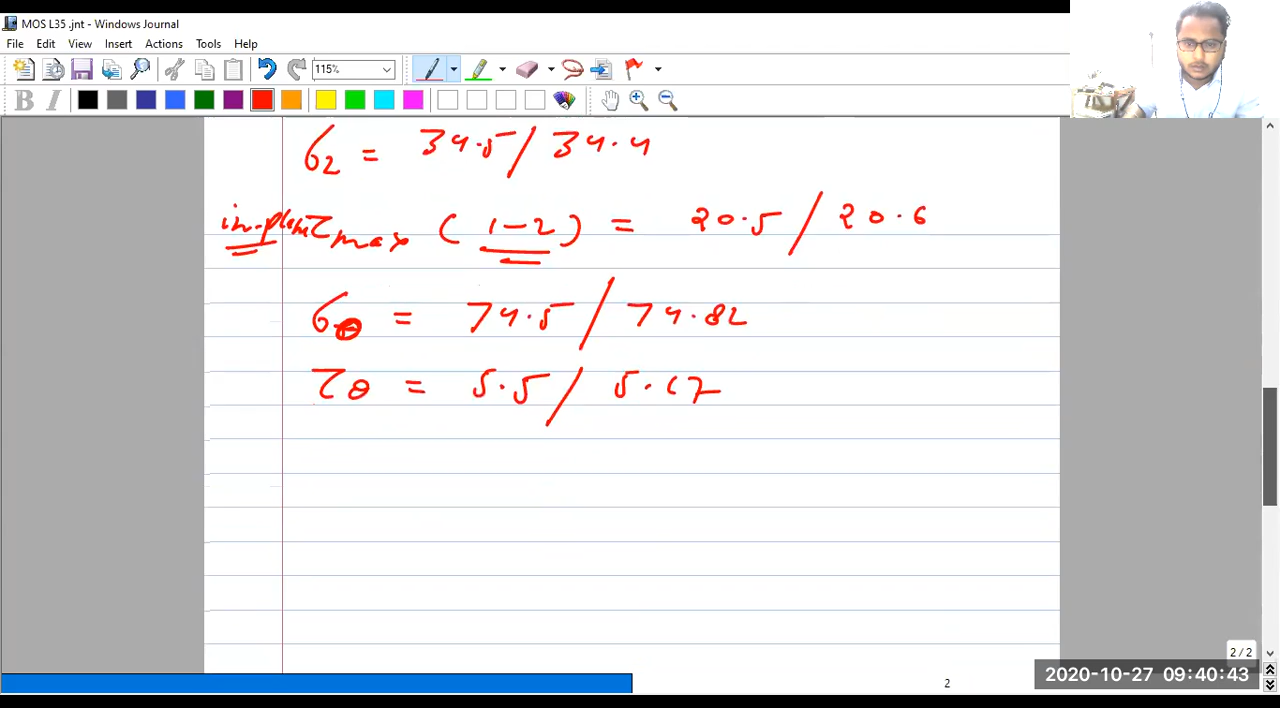 MOS L35 .jnt - Windows Journal
File Edit View Insert Actions Tools Help
115%
B I
σ2 = 34.5 / 34.4
in-plane τmax ( 1-2 ) = 20.5 / 20.6
σθ = 74.5 / 74.82
τθ = 5.5 / 5.67
2 / 2
2020-10-27 09:40:43
2